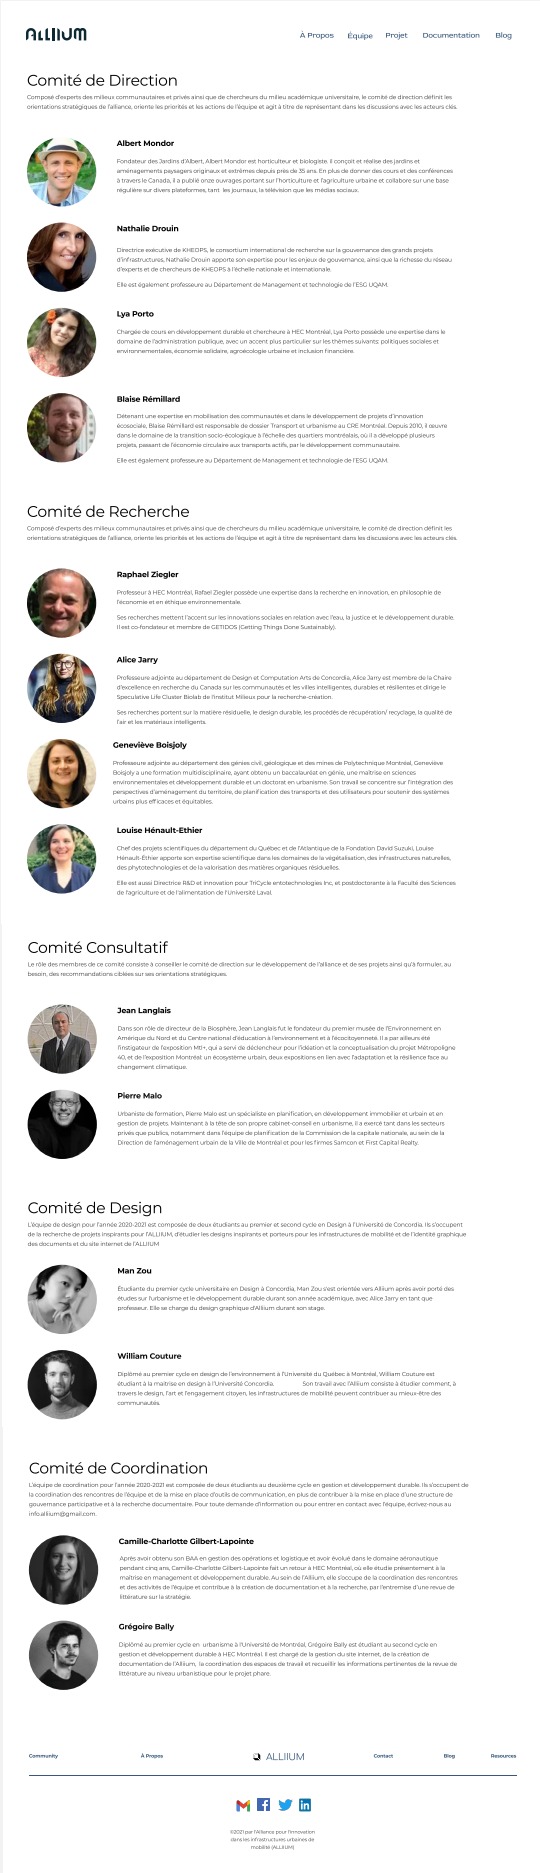 ALLIIUM
À Propos Équipe Projet Documentation Blog
Comité de Direction
Composé d'experts des milieux communautaires et privés ainsi que de chercheurs du milieu académique universitaire, le comité de direction définit les
orientations stratégiques de l'alliance, oriente les priorités et les actions de l'équipe et agit à titre de représentant dans les discussions avec les acteurs clés.
Albert Mondor
Fondateur des Jardins d'Albert, Albert Mondor est horticulteur et biologiste. Il conçoit et réalise des jardins et
aménagements paysagers originaux et extrêmes depuis près de 35 ans. En plus de donner des cours et des conférences
à travers le Canada, il a publié onze ouvrages portant sur l'horticulture et l'agriculture urbaine et collabore sur une base
régulière sur divers plateformes, tant les journaux, la télévision que les médias sociaux.
Nathalie Drouin
Directrice exécutive de KHEOPS, le consortium international de recherche sur la gouvernance des grands projets
d'infrastructures, Nathalie Drouin apporte son expertise pour les enjeux de gouvernance, ainsi que la richesse du réseau
d'experts et de chercheurs de KHEOPS à l'échelle nationale et internationale.
Elle est également professeure au Département de Management et technologie de l'ESG UQAM.
Lya Porto
Chargée de cours en développement durable et chercheure à HEC Montréal, Lya Porto possède une expertise dans le
domaine de l'administration publique, avec un accent plus particulier sur les thèmes suivants: politiques sociales et
environnementales, économie solidaire, agroécologie urbaine et inclusion financière.
Blaise Rémillard
Détenant une expertise en mobilisation des communautés et dans le développement de projets d'innovation
écosociale, Blaise Rémillard est responsable de dossier Transport et urbanisme au CRE Montréal. Depuis 2010, il œuvre
dans le domaine de la transition socio-écologique à l'échelle des quartiers montréalais, où il a développé plusieurs
projets, passant de l'économie circulaire aux transports actifs, par le développement communautaire.
Elle est également professeure au Département de Management et technologie de l'ESG UQAM.
Comité de Recherche
Composé d'experts des milieux communautaires et privés ainsi que de chercheurs du milieu académique universitaire, le comité de direction définit les
orientations stratégiques de l'alliance, oriente les priorités et les actions de l'équipe et agit à titre de représentant dans les discussions avec les acteurs clés.
Raphael Ziegler
Professeur à HEC Montréal, Rafael Ziegler possède une expertise dans la recherche en innovation, en philosophie de
l'économie et en éthique environnementale.
Ses recherches mettent l'accent sur les innovations sociales en relation avec l'eau, la justice et le développement durable.
Il est co-fondateur et membre de GETIDOS (Getting Things Done Sustainably).
Alice Jarry
Professeure adjointe au département de Design et Computation Arts de Concordia, Alice Jarry est membre de la Chaire
d'excellence en recherche du Canada sur les communautés et les villes intelligentes, durables et résilientes et dirige le
Speculative Life Cluster Biolab de l'Institut Milieux pour la recherche-création.
Ses recherches portent sur la matière résiduelle, le design durable, les procédés de récupération/ recyclage, la qualité de
l'air et les matériaux intelligents.
Geneviève Boisjoly
Professeure adjointe au département des génies civil, géologique et des mines de Polytechnique Montréal, Geneviève
Boisjoly a une formation multidisciplinaire, ayant obtenu un baccalauréat en génie, une maîtrise en sciences
environnementales et développement durable et un doctorat en urbanisme. Son travail se concentre sur l'intégration des
perspectives d'aménagement du territoire, de planification des transports et des utilisateurs pour soutenir des systèmes
urbains plus efficaces et équitables.
Louise Hénault-Ethier
Chef des projets scientifiques du département du Québec et de l'Atlantique de la Fondation David Suzuki, Louise
Hénault-Ethier apporte son expertise scientifique dans les domaines de la végétalisation, des infrastructures naturelles,
des phytotechnologies et de la valorisation des matières organiques résiduelles.
Elle est aussi Directrice R&D et innovation pour TriCycle entotechnologies Inc, et postdoctorante à la Faculté des Sciences
de l'agriculture et de l'alimentation de l'Université Laval.
Comité Consultatif
Le rôle des membres de ce comité consiste à conseiller le comité de direction sur le développement de l'alliance et de ses projets ainsi qu'à formuler, au
besoin, des recommandations ciblées sur ses orientations stratégiques.
Jean Langlais
Dans son rôle de directeur de la Biosphère, Jean Langlais fut le fondateur du premier musée de l'Environnement en
Amérique du Nord et du Centre national d'éducation à l'environnement et à l'écocitoyenneté. Il a par ailleurs été
l'instigateur de l'exposition Mtl+, qui a servi de déclencheur pour l'idéation et la conceptualisation du projet Métropoligne
40, et de l'exposition Montréal: un écosystème urbain, deux expositions en lien avec l'adaptation et la résilience face au
changement climatique.
Pierre Malo
Urbaniste de formation, Pierre Malo est un spécialiste en planification, en développement immobilier et urbain et en
gestion de projets. Maintenant à la tête de son propre cabinet-conseil en urbanisme, il a exercé tant dans les secteurs
privés que publics, notamment dans l'équipe de planification de la Commission de la capitale nationale, au sein de la
Direction de l'aménagement urbain de la Ville de Montréal et pour les firmes Samcon et First Capital Realty.
Comité de Design
L'équipe de design pour l'année 2020-2021 est composée de deux étudiants au premier et second cycle en Design à l'Université de Concordia. Ils s'occupent
de la recherche de projets inspirants pour l'ALLIIUM, d'étudier les designs inspirants et porteurs pour les infrastructures de mobilité et de l'identité graphique
des documents et du site internet de l'ALLIIUM
Man Zou
Étudiante du premier cycle universitaire en Design à Concordia, Man Zou s'est orientée vers Alliium après avoir porté des
études sur l'urbanisme et le développement durable durant son année académique, avec Alice Jarry en tant que
professeur. Elle se charge du design graphique d'Alliium durant son stage.
William Couture
Diplômé au premier cycle en design de l'environnement à l'Université du Québec à Montréal, William Couture est
étudiant à la maitrise en design à l'Université Concordia. Son travail avec l'Alliium consiste à étudier comment, à
travers le design, l'art et l'engagement citoyen, les infrastructures de mobilité peuvent contribuer au mieux-être des
communautés.
Comité de Coordination
L'équipe de coordination pour l'année 2020-2021 est composée de deux étudiants au deuxième cycle en gestion et développement durable. Ils s'occupent de
la coordination des rencontres de l'équipe et de la mise en place d'outils de communication, en plus de contribuer à la mise en place d'une structure de
gouvernance participative et à la recherche documentaire. Pour toute demande d'information ou pour entrer en contact avec l'équipe, écrivez-nous au
info.alliium@gmail.com.
Camille-Charlotte Gilbert-Lapointe
Après avoir obtenu son BAA en gestion des opérations et logistique et avoir évolué dans le domaine aéronautique
pendant cinq ans, Camille-Charlotte Gilbert-Lapointe fait un retour à HEC Montréal, où elle étudie présentement à la
maîtrise en management et développement durable. Au sein de l'Alliium, elle s'occupe de la coordination des rencontres
et des activités de l'équipe et contribue à la création de documentation et à la recherche, par l'entremise d'une revue de
littérature sur la stratégie.
Grégoire Bally
Diplômé au premier cycle en urbanisme à l'Université de Montréal, Grégoire Bally est étudiant au second cycle en
gestion et développement durable à HEC Montréal. Il est chargé de la gestion du site internet, de la création de
documentation de l'Alliium, la coordination des espaces de travail et recueillir les informations pertinentes de la revue de
littérature au niveau urbanistique pour le projet phare.
Community À Propos ALLIIUM Contact Blog Resources
©2021 par l'Alliance pour l'innovation
dans les infrastructures urbaines de
mobilité (ALLIIUM)